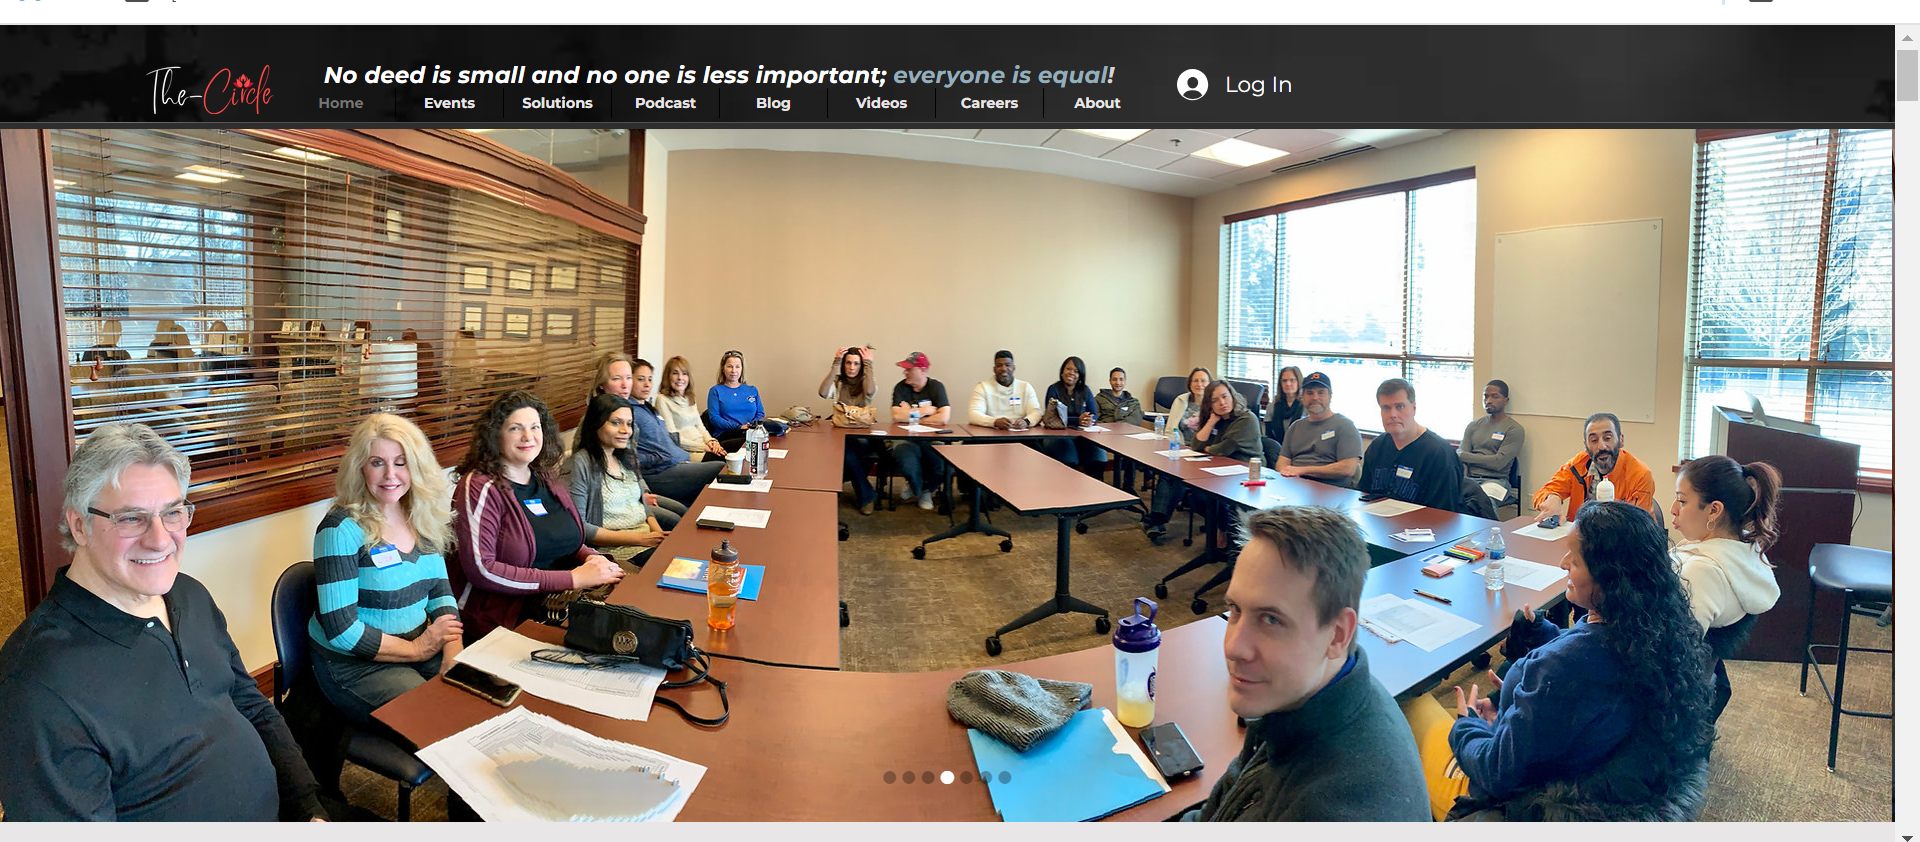 The-Circle
No deed is small and no one is less important; everyone is equal!
Log In
Home Events Solutions Podcast Blog Videos Careers About